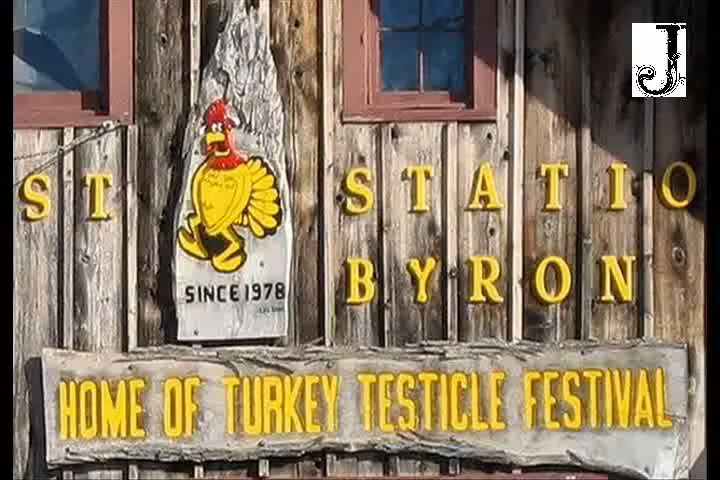 J
ST STATIO
SINCE 1978
BYRON
HOME OF TURKEY TESTICLE FESTIVAL